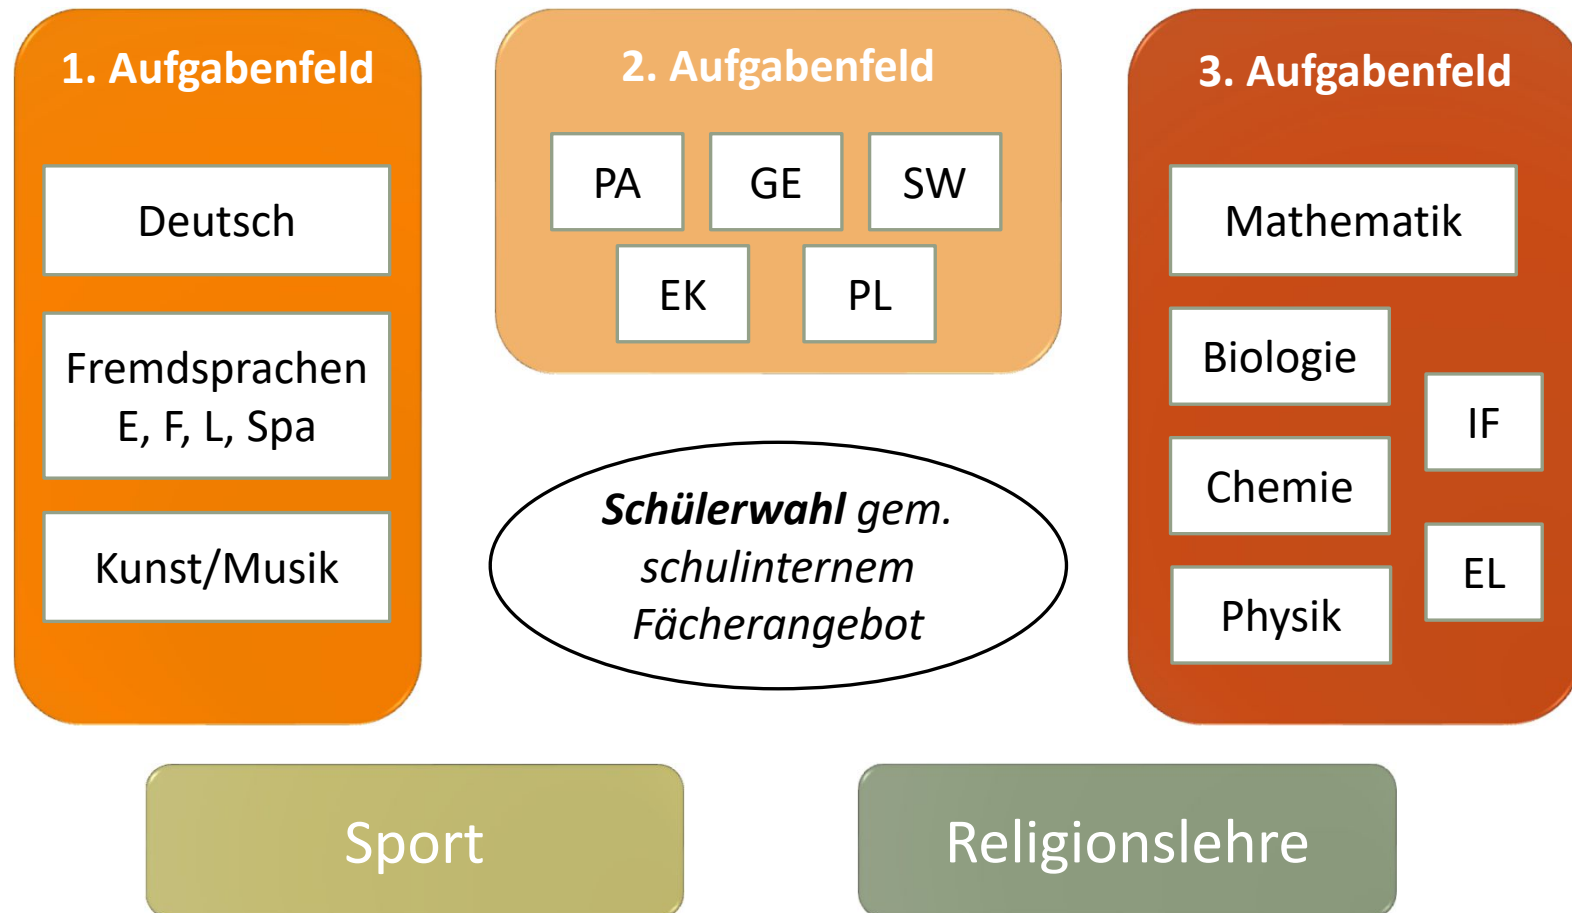 1. Aufgabenfeld
Deutsch
Fremdsprachen
E, F, L, Spa
Kunst/Musik
2. Aufgabenfeld
PA
GE
SW
EK
PL
Schülerwahl gem.
schulinternem
Fächerangebot
3. Aufgabenfeld
Mathematik
Biologie
IF
Chemie
EL
Physik
Sport
Religionslehre